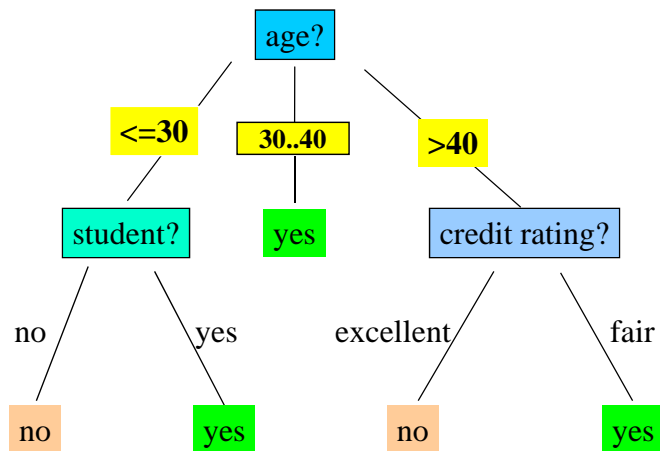 age?
<=30
30..40
>40
student?
yes
credit rating?
no
yes
excellent
fair
no
yes
no
yes